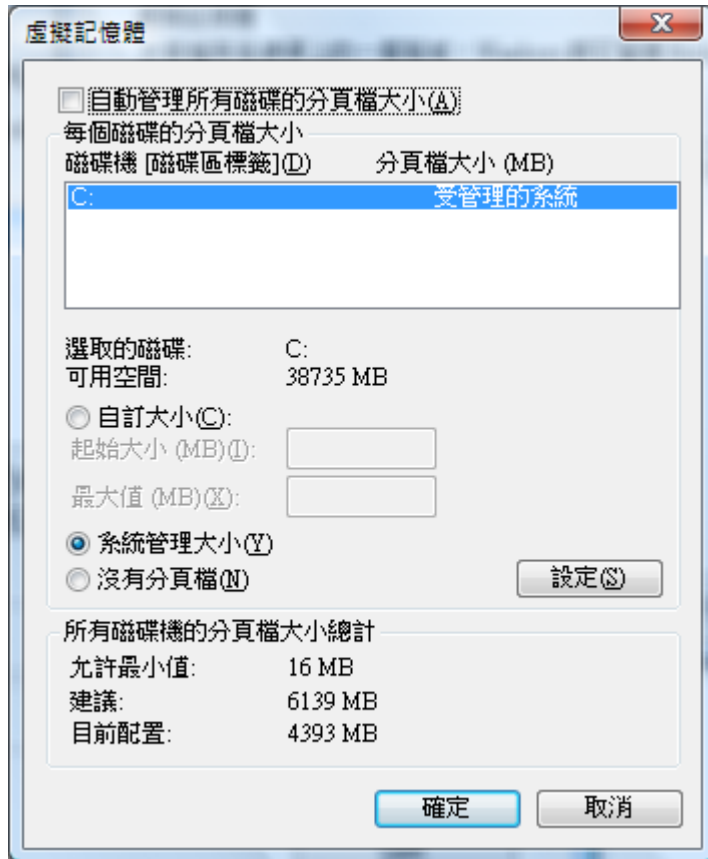 虛擬記憶體
自動管理所有磁碟的分頁檔大小(A)
每個磁碟的分頁檔大小
磁碟機 [磁碟區標籤](D) 分頁檔大小 (MB)
C: 受管理的系統
選取的磁碟: C:
可用空間: 38735 MB
自訂大小(C):
起始大小 (MB)(I):
最大值 (MB)(X):
系統管理大小(Y)
沒有分頁檔(N) 設定(S)
所有磁碟機的分頁檔大小總計
允許最小值: 16 MB
建議: 6139 MB
目前配置: 4393 MB
確定 取消